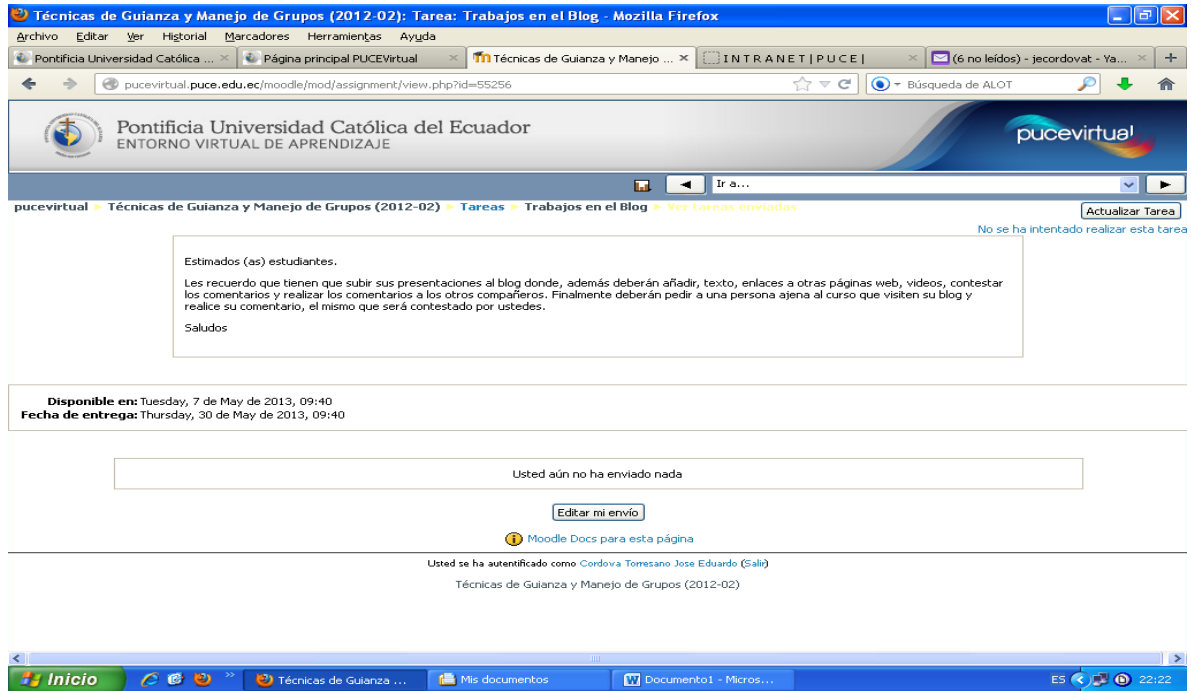 Técnicas de Guianza y Manejo de Grupos (2012-02): Tarea: Trabajos en el Blog - Mozilla Firefox
Archivo Editar Ver Historial Marcadores Herramientas Ayuda
Pontificia Universidad Católica ... × Página principal PUCEVirtual × Técnicas de Guianza y Manejo ... × I N T R A N E T | P U C E | × (6 no leídos) - jecordovat - Ya... × +
pucevirtual.puce.edu.ec/moodle/mod/assignment/view.php?id=55256 Búsqueda de ALOT
Pontificia Universidad Católica del Ecuador
ENTORNO VIRTUAL DE APRENDIZAJE
pucevirtual
Ir a...
pucevirtual ► Técnicas de Guianza y Manejo de Grupos (2012-02) ► Tareas ► Trabajos en el Blog ► Ver tareas enviadas
Actualizar Tarea
No se ha intentado realizar esta tarea
Estimados (as) estudiantes.
Les recuerdo que tienen que subir sus presentaciones al blog donde, además deberán añadir, texto, enlaces a otras páginas web, videos, contestar
los comentarios y realizar los comentarios a los otros compañeros. Finalmente deberán pedir a una persona ajena al curso que visiten su blog y
realice su comentario, el mismo que será contestado por ustedes.
Saludos
Disponible en: Tuesday, 7 de May de 2013, 09:40
Fecha de entrega: Thursday, 30 de May de 2013, 09:40
Usted aún no ha enviado nada
Editar mi envío
Moodle Docs para esta página
Usted se ha autentificado como Cordova Torresano Jose Eduardo (Salir)
Técnicas de Guianza y Manejo de Grupos (2012-02)
Inicio Técnicas de Guianza ... Mis documentos Documento1 - Micros... ES 22:22